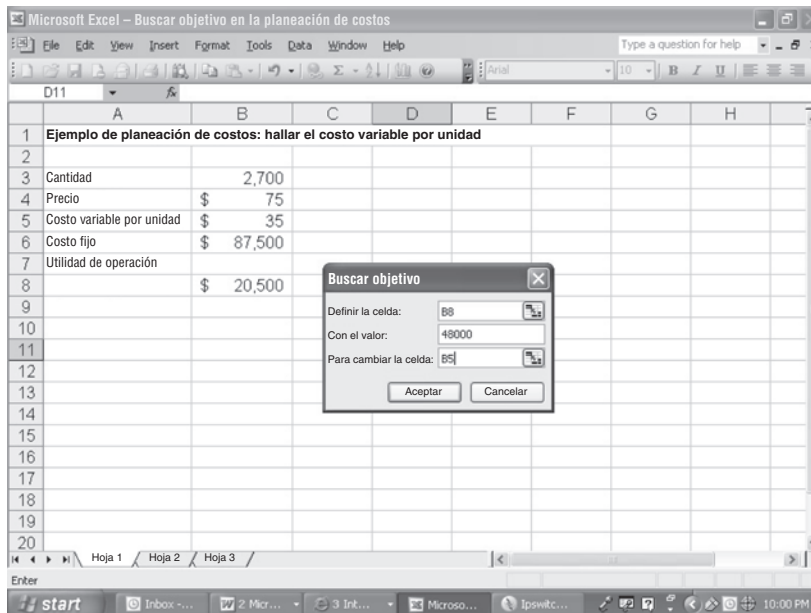 Microsoft Excel – Buscar objetivo en la planeación de costos
File Edit View Insert Format Tools Data Window Help Type a question for help
Arial 10 B I U
D11 fx
A B C D E F G H
1 Ejemplo de planeación de costos: hallar el costo variable por unidad
2
3 Cantidad 2,700
4 Precio $ 75
5 Costo variable por unidad $ 35
6 Costo fijo $ 87,500
7 Utilidad de operación
8 $ 20,500
9
10
11
12
13
14
15
16
17
18
19
20
Buscar objetivo
Definir la celda: B8
Con el valor: 48000
Para cambiar la celda: B5
Aceptar Cancelar
Hoja 1 Hoja 2 Hoja 3
Enter
start Inbox -... 2 Micr... 3 Int... Microso... Ipswitc... 10:00 PM